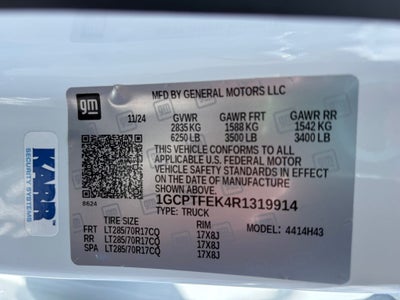 gm
MFD BY GENERAL MOTORS LLC
11/24 GVWR GAWR FRT GAWR RR
2835 KG 1588 KG 1542 KG
6250 LB 3500 LB 3400 LB
THIS VEHICLE CONFORMS TO ALL
APPLICABLE U.S. FEDERAL MOTOR
VEHICLE SAFETY STANDARDS IN
EFFECT ON THE DATE OF
MANUFACTURE SHOWN ABOVE.
8624 1GCPTFEK4R1319914
TYPE: TRUCK MODEL: 4414H43
TIRE SIZE RIM
FRT LT285/70R17CQ 17X8J
RR LT285/70R17CQ 17X8J
SPA LT285/70R17CQ 17X8J
KARR
SECURITY SYSTEMS